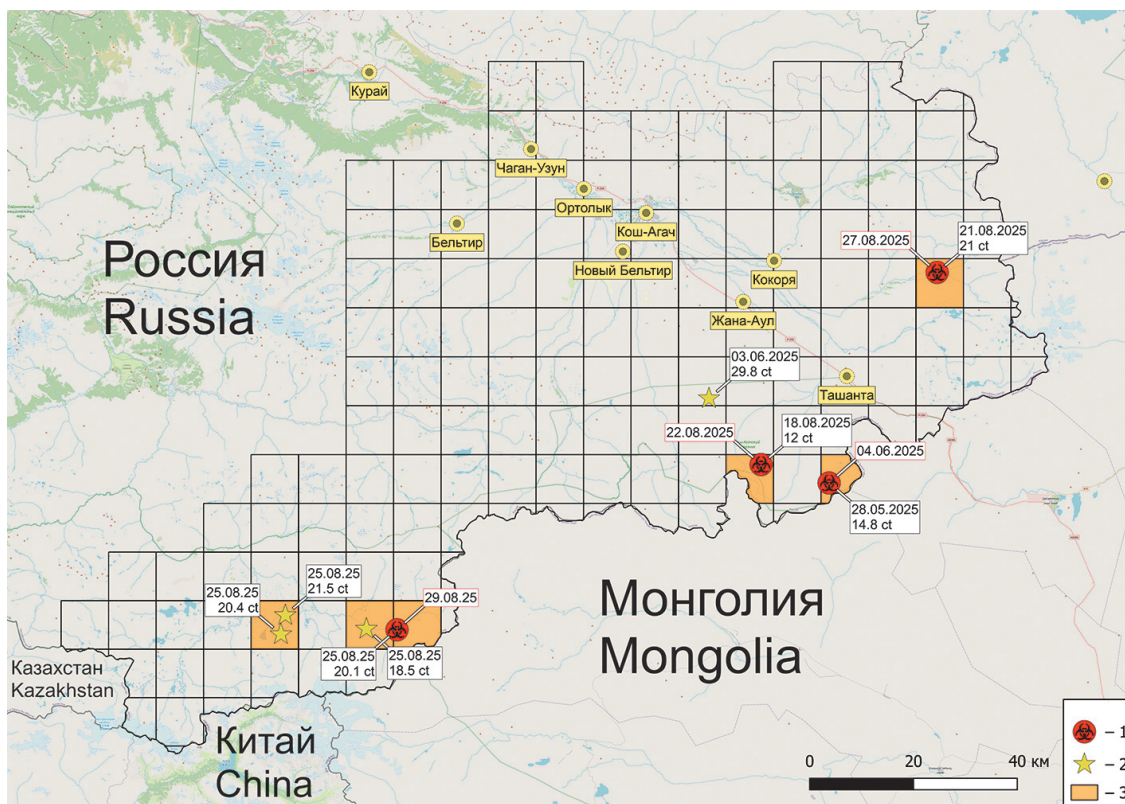 Курай
Чаган-Узун
Ортолык
Кош-Агач
Бельтир
Новый Бельтир
Кокоря
Жана-Аул
Ташанта
Россия
Russia
27.08.2025
21.08.2025
21 ct
03.06.2025
29.8 ct
22.08.2025
18.08.2025
12 ct
04.06.2025
28.05.2025
14.8 ct
25.08.25
20.4 ct
25.08.25
21.5 ct
29.08.25
25.08.25
20.1 ct
25.08.25
18.5 ct
Монголия
Mongolia
Казахстан
Kazakhstan
Китай
China
0
20
40 км
– 1
– 2
– 3